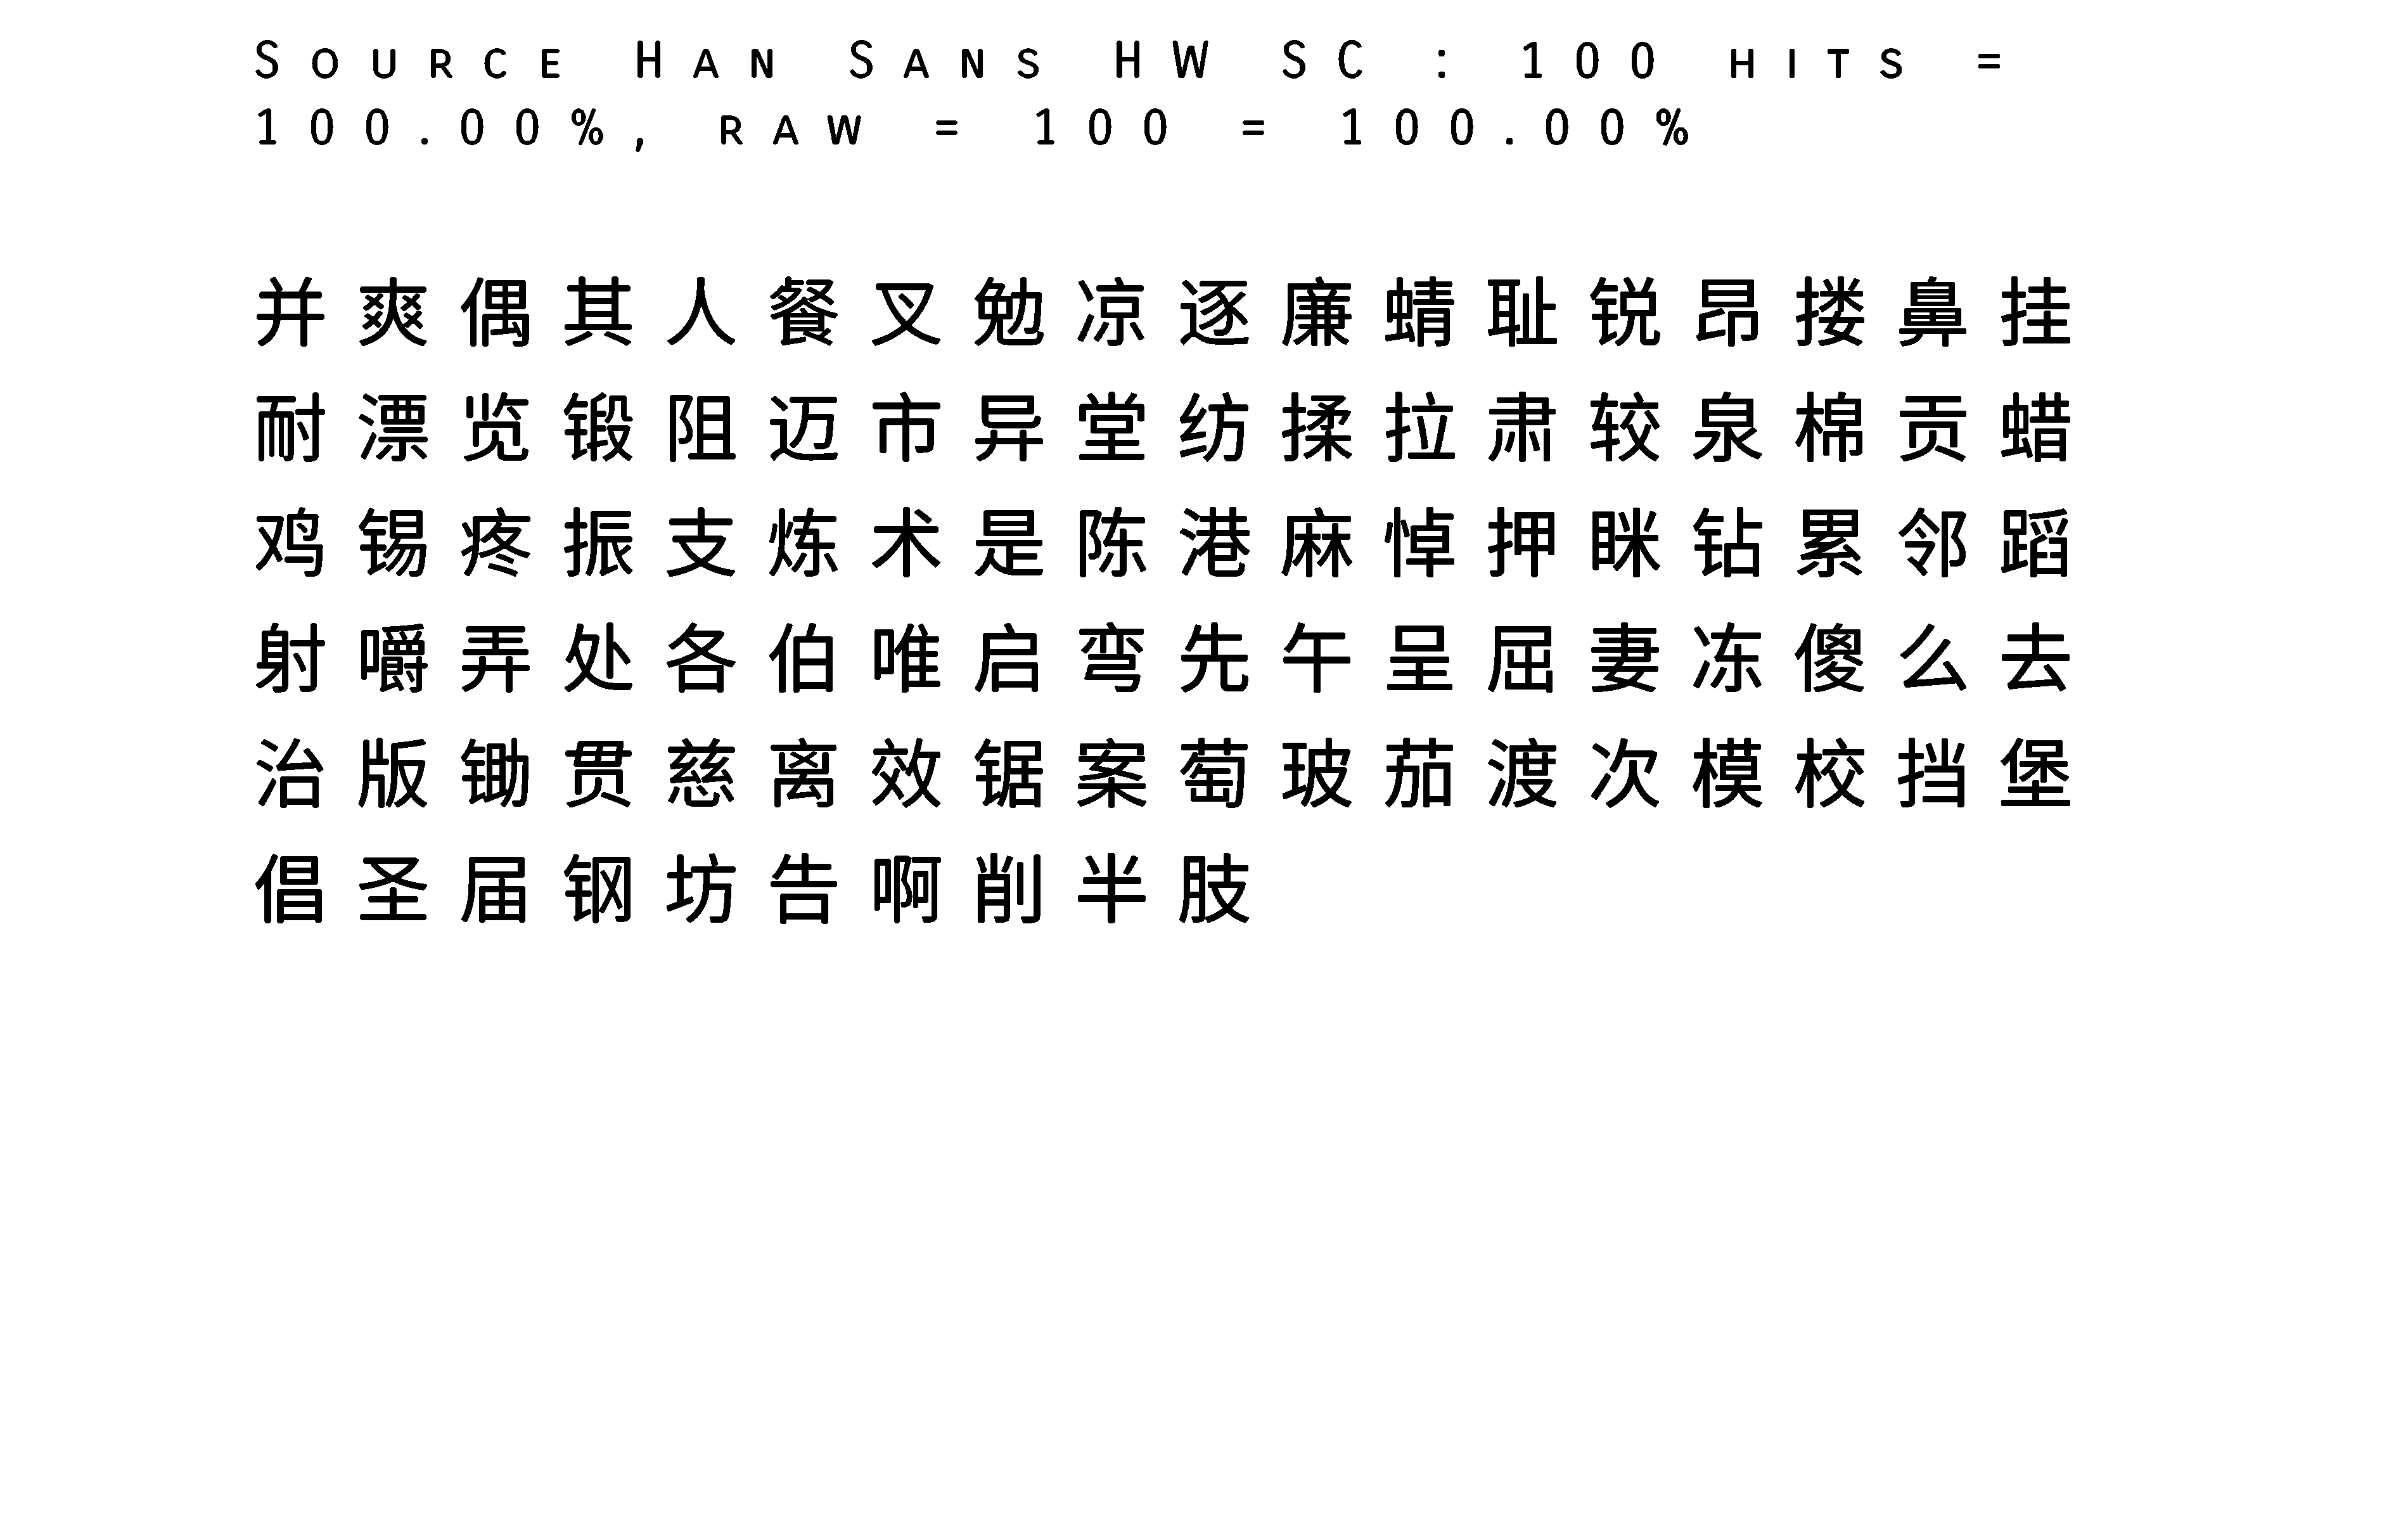 Source Han Sans HW SC : 100 hits =
100.00%, raw = 100 = 100.00%
并爽偶其人餐叉勉凉逐廉蜻耻锐昂搂鼻挂
耐漂览锻阻迈市异堂纺揉拉肃较泉棉贡蜡
鸡锡疼振支炼术是陈港麻悼押眯钻累邻蹈
射嚼弄处各伯唯启弯先午呈屈妻冻傻么去
治版锄贯慈离效锯案萄玻茄渡次模校挡堡
倡圣届钢坊告啊削半肢